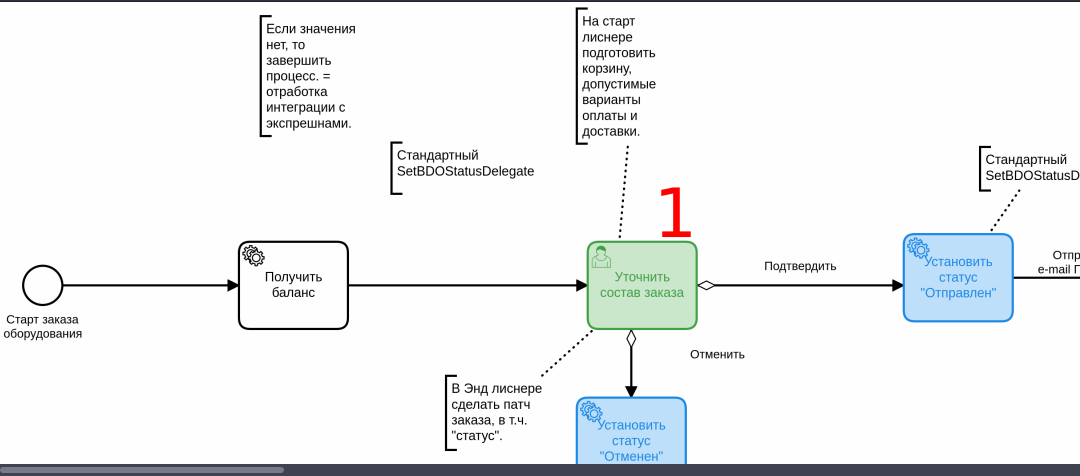 Если значения
нет, то
завершить
процесс. =
отработка
интеграции с
экспрешнами.
На старт
лиснере
подготовить
корзину,
допустимые
варианты
оплаты и
доставки.
Стандартный
SetBDOStatusDelegate
Стандартный
SetBDOStatusD
1
Старт заказа
оборудования
Получить
баланс
Уточнить
состав заказа
Подтвердить
Установить
статус
"Отправлен"
Отпр
e-mail П
Отменить
В Энд лиснере
сделать патч
заказа, в т.ч.
"статус".
Установить
статус
"Отменен"